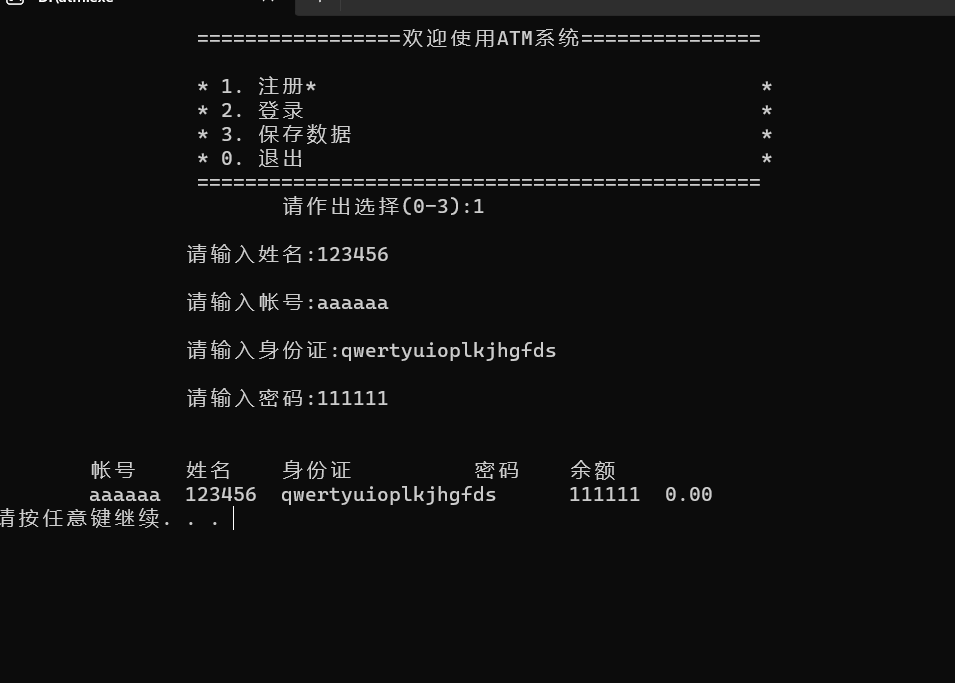 =================欢迎使用ATM系统===============
* 1. 注册* *
* 2. 登录 *
* 3. 保存数据 *
* 0. 退出 *
===============================================
请作出选择(0-3):1
请输入姓名:123456
请输入帐号:aaaaaa
请输入身份证:qwertyuioplkjhgfds
请输入密码:111111
帐号 姓名 身份证 密码 余额
aaaaaa 123456 qwertyuioplkjhgfds 111111 0.00
请按任意键继续. . .